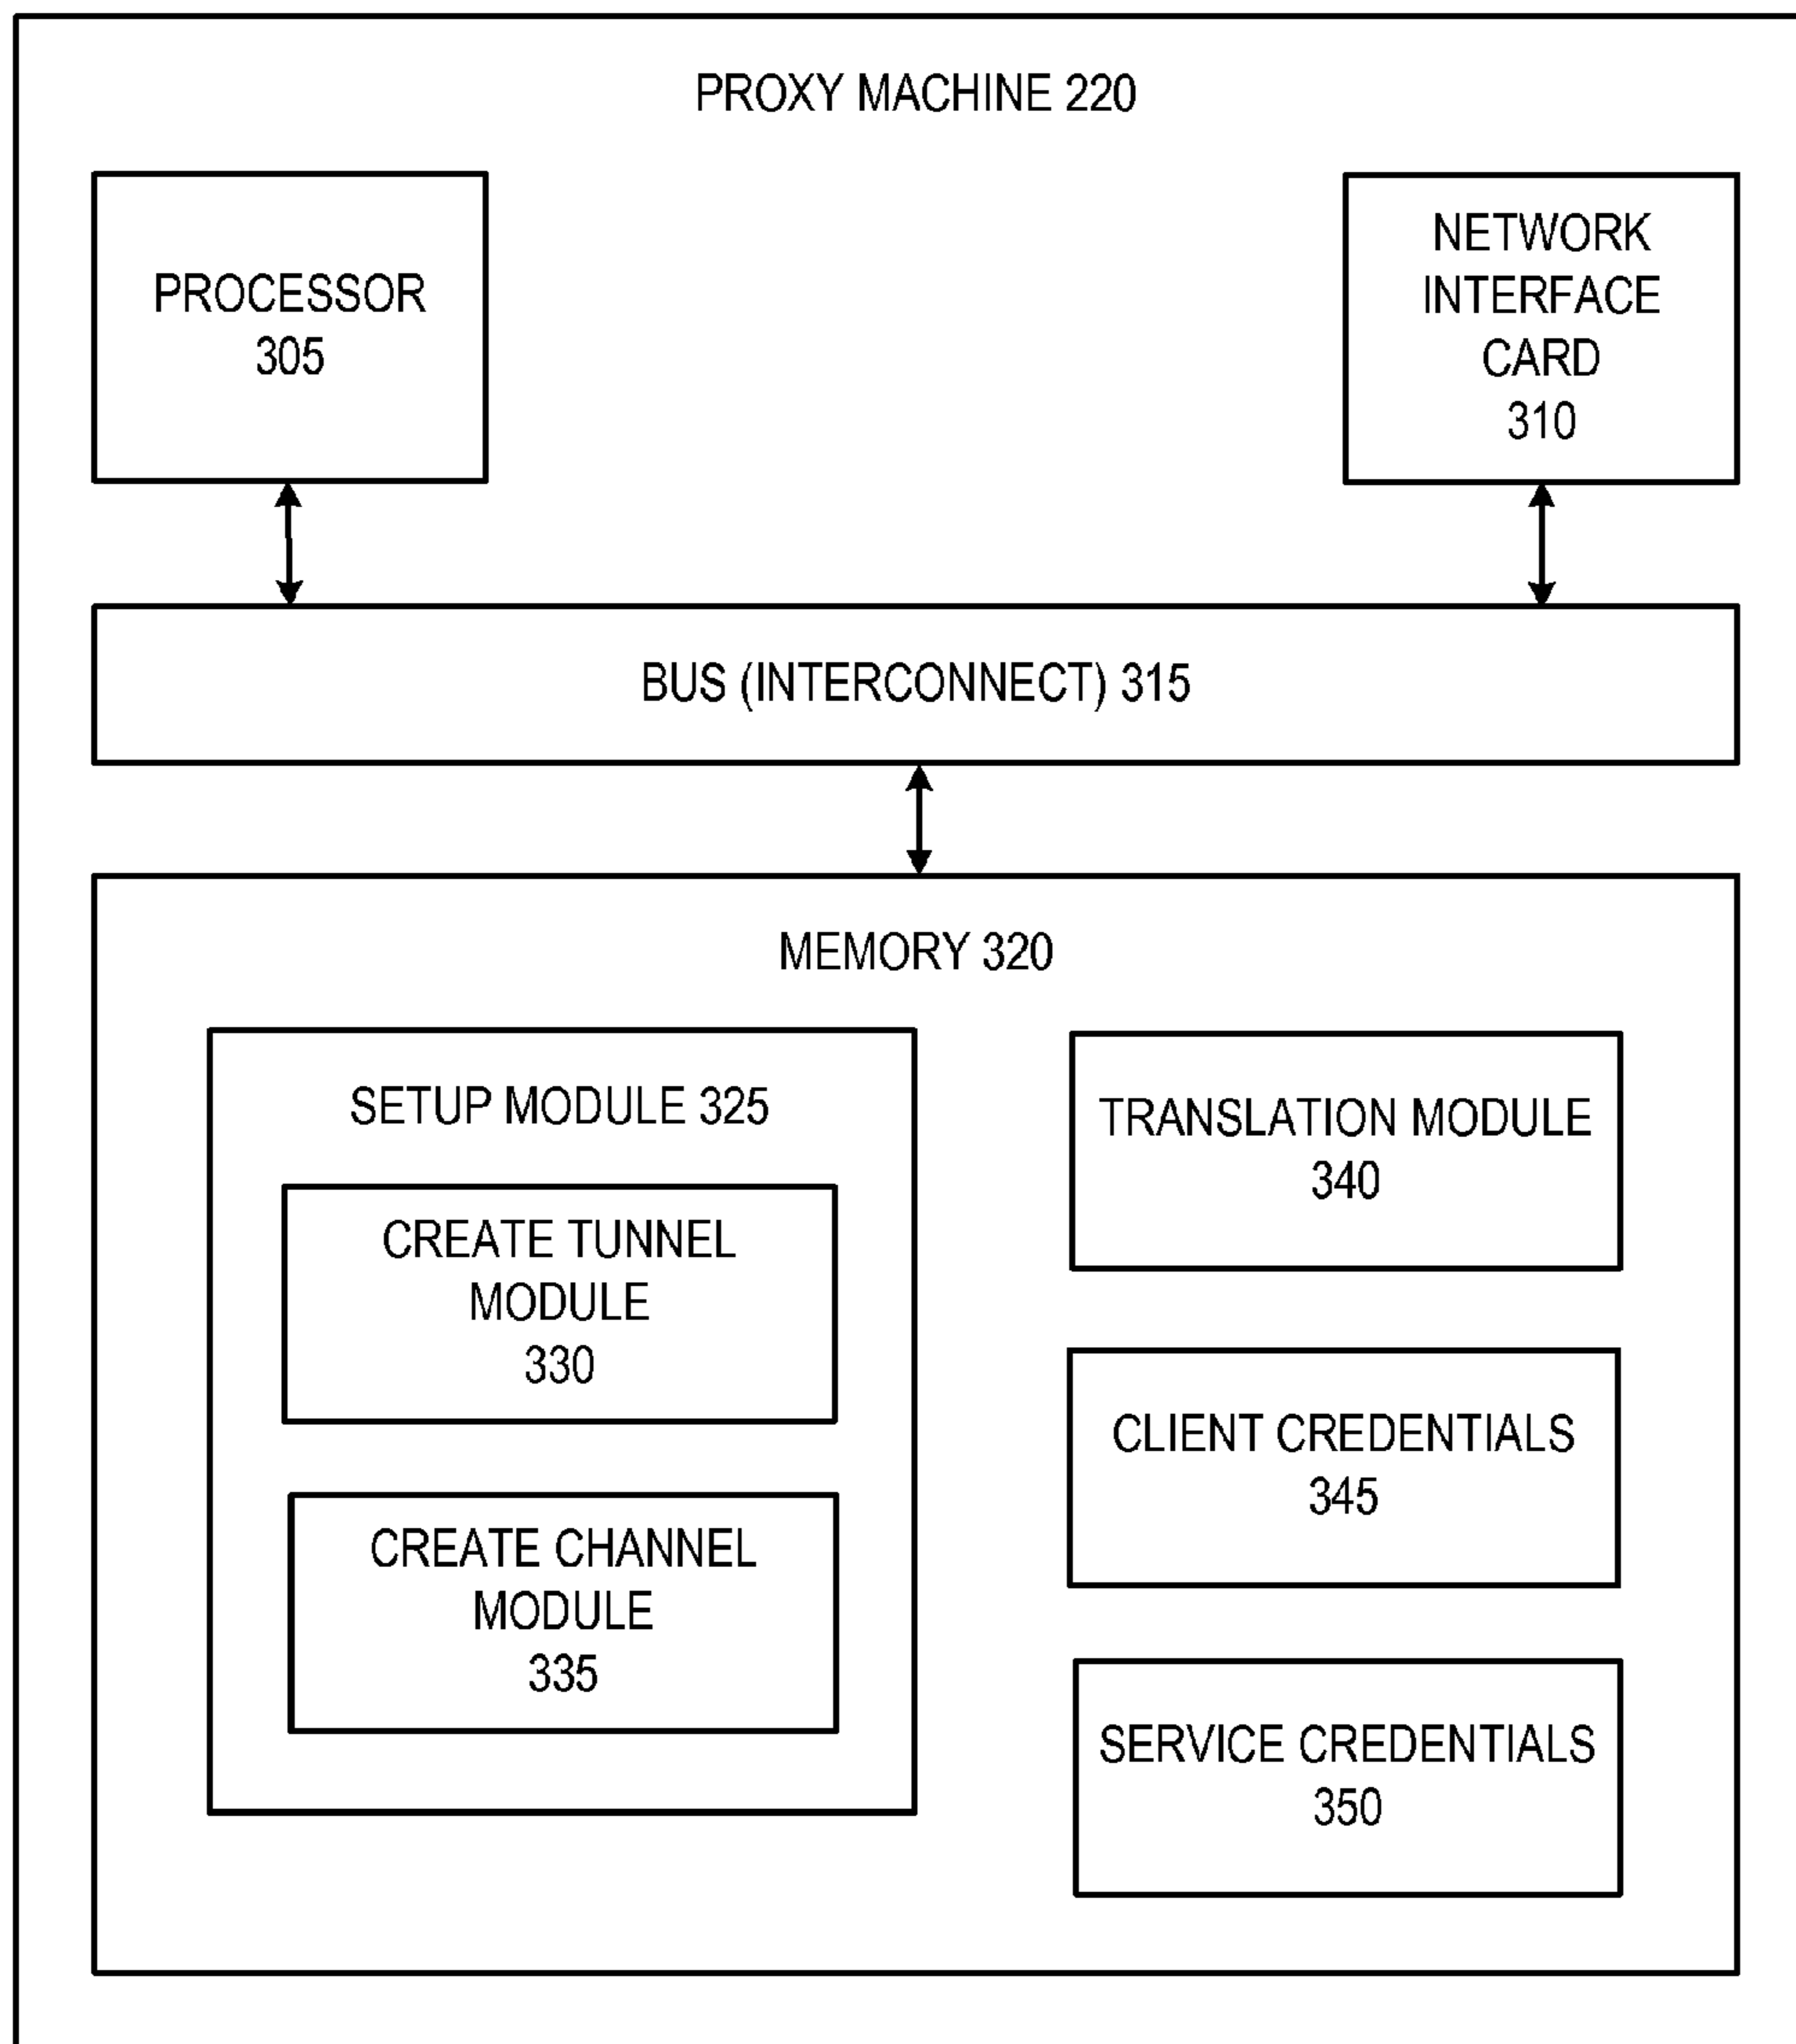 PROXY MACHINE 220
PROCESSOR
305
NETWORK
INTERFACE
CARD
310
BUS (INTERCONNECT) 315
MEMORY 320
SETUP MODULE 325
CREATE TUNNEL
MODULE
330
CREATE CHANNEL
MODULE
335
TRANSLATION MODULE
340
CLIENT CREDENTIALS
345
SERVICE CREDENTIALS
350